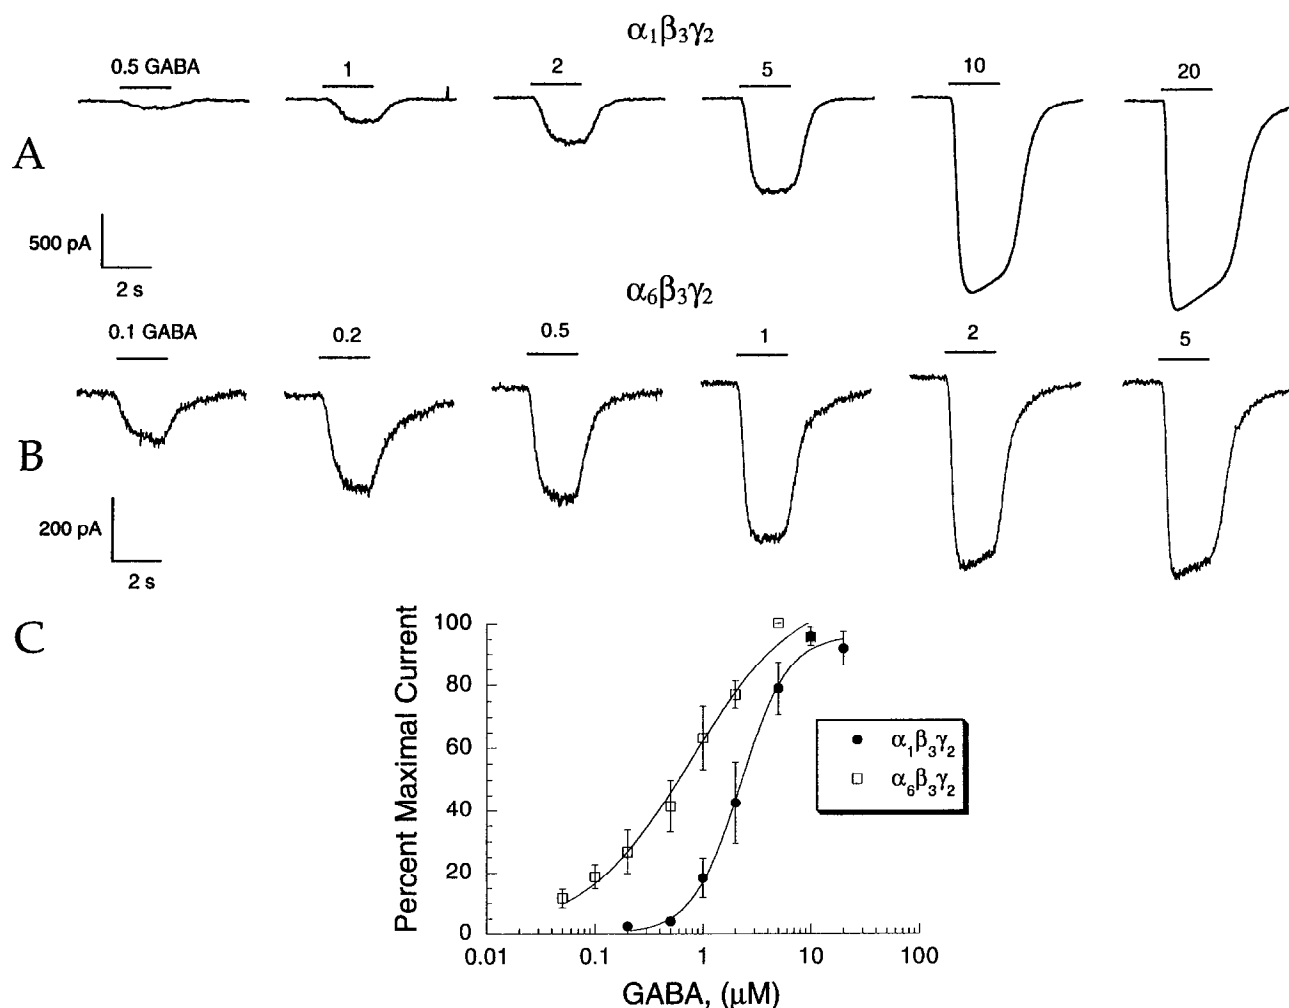 α₁β₃γ₂
0.5 GABA 1 2 5 10 20
A
500 pA
2 s
α₆β₃γ₂
0.1 GABA 0.2 0.5 1 2 5
B
200 pA
2 s
C
Percent Maximal Current
100
80
60
40
20
0
0.01 0.1 1 10 100
GABA, (μM)
α₁β₃γ₂
α₆β₃γ₂